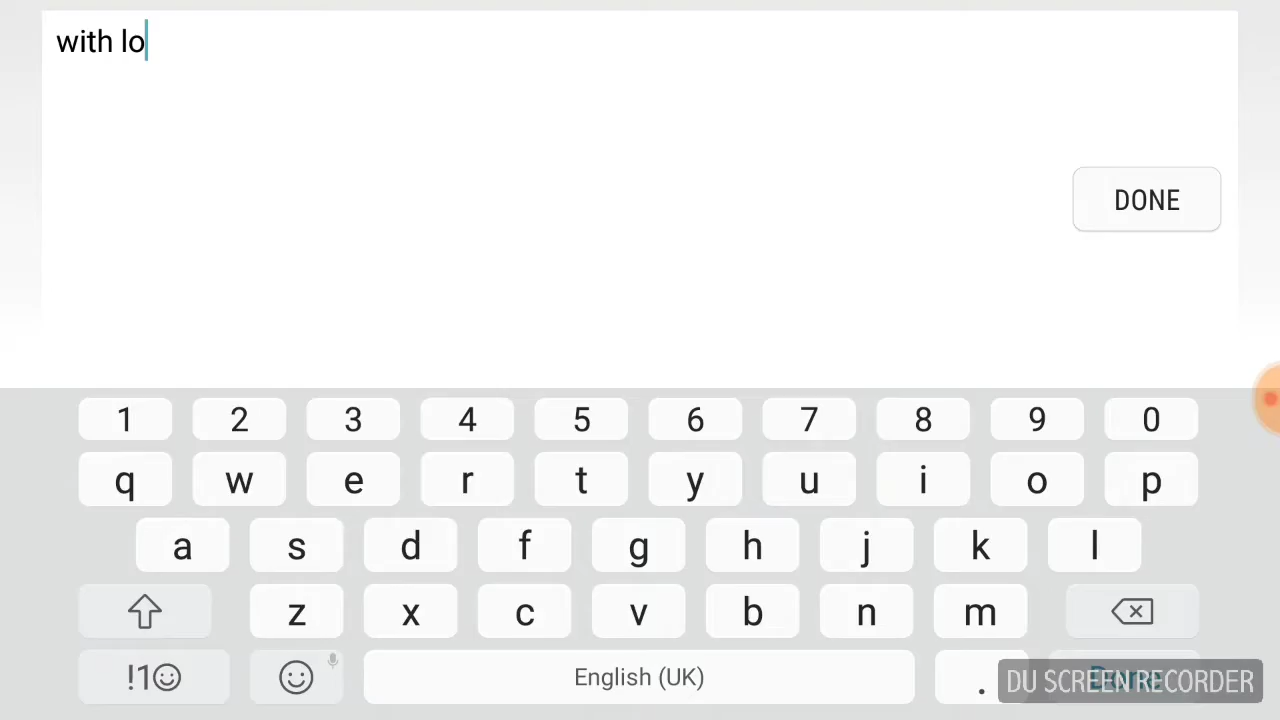 with lo
DONE
1 2 3 4 5 6 7 8 9 0
q w e r t y u i o p
a s d f g h j k l
z x c v b n m
!1☺ English (UK) . Done
DU SCREEN RECORDER